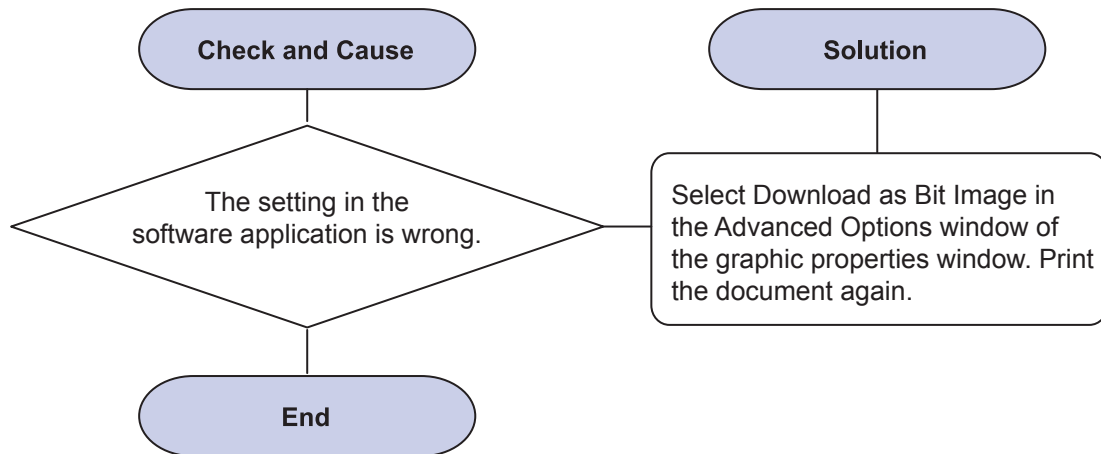 Check and Cause
Solution
The setting in the
software application is wrong.
Select Download as Bit Image in
the Advanced Options window of
the graphic properties window. Print
the document again.
End